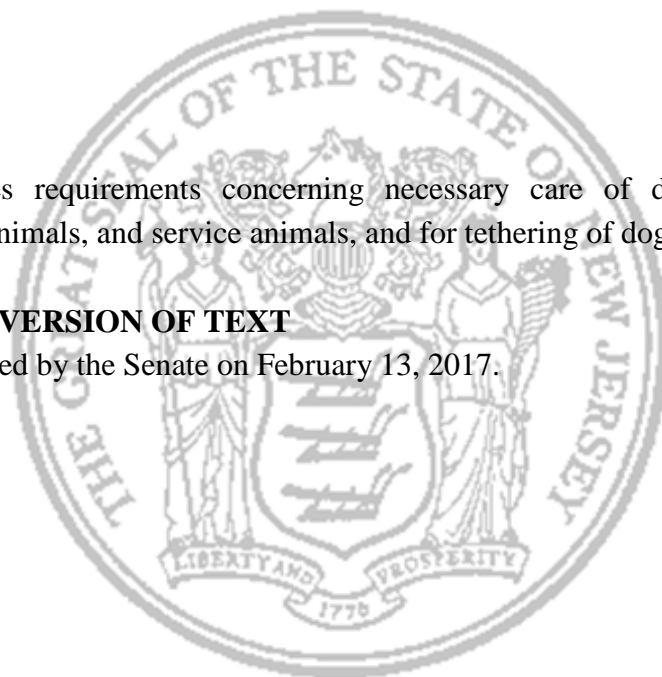 THE GREAT SEAL OF THE STATE OF NEW JERSEY
es requirements concerning necessary care of d
nimals, and service animals, and for tethering of dog
VERSION OF TEXT
ed by the Senate on February 13, 2017.
LIBERTY AND PROSPERITY
1776